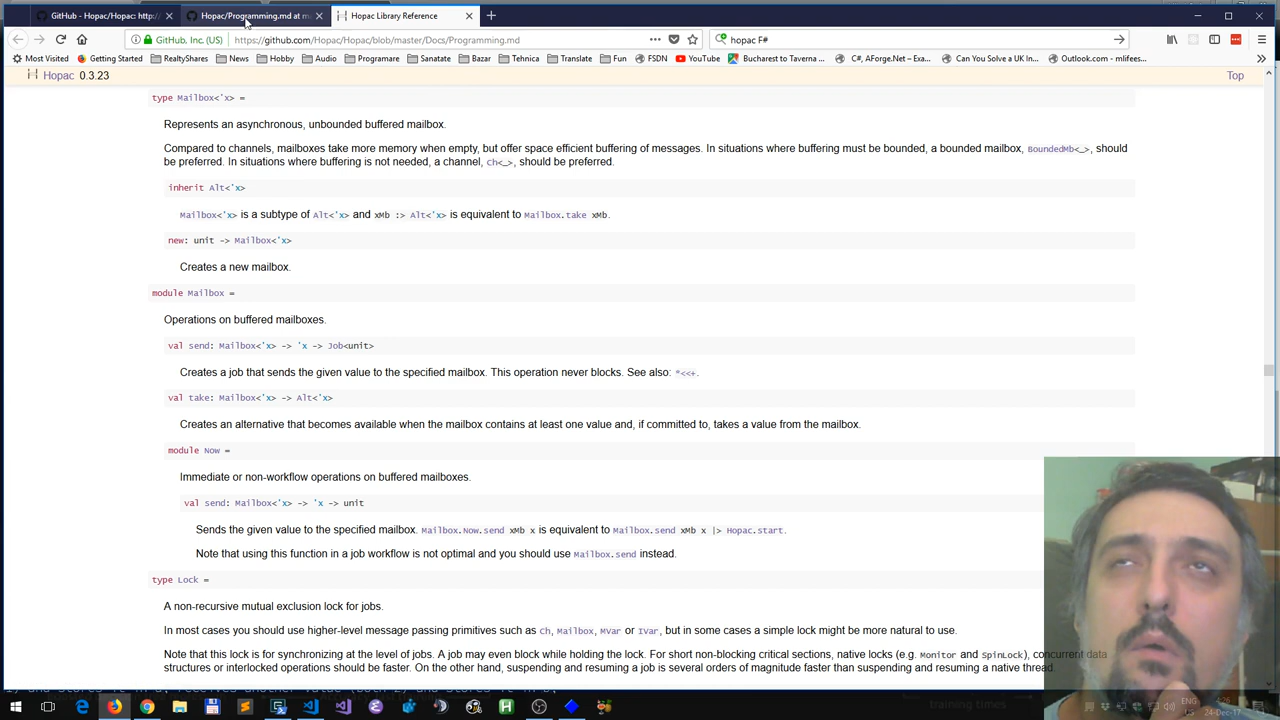 GitHub - Hopac/Hopac: http:/
Hopac/Programming.md at m
Hopac Library Reference
GitHub, Inc. (US)
https://github.com/Hopac/Hopac/blob/master/Docs/Programming.md
hopac F#
Most Visited
Getting Started
RealtyShares
News
Hobby
Audio
Programare
Sanatate
Bazar
Tehnica
Translate
Fun
FSDN
YouTube
Bucharest to Taverna ...
C#, AForge.Net – Exa...
Can You Solve a U In...
Outlook.com - mlifees...
Hopac 0.3.23
Top
type Mailbox<'x> =
Represents an asynchronous, unbounded buffered mailbox.
Compared to channels, mailboxes take more memory when empty, but offer space efficient buffering of messages. In situations where buffering must be bounded, a bounded mailbox, BoundedMb<_>, should
be preferred. In situations where buffering is not needed, a channel, Ch<_>, should be preferred.
inherit Alt<'x>
Mailbox<'x> is a subtype of Alt<'x> and xMb :> Alt<'x> is equivalent to Mailbox.take xMb.
new: unit -> Mailbox<'x>
Creates a new mailbox.
module Mailbox =
Operations on buffered mailboxes.
val send: Mailbox<'x> -> 'x -> Job<unit>
Creates a job that sends the given value to the specified mailbox. This operation never blocks. See also: *<<+.
val take: Mailbox<'x> -> Alt<'x>
Creates an alternative that becomes available when the mailbox contains at least one value and, if committed to, takes a value from the mailbox.
module Now =
Immediate or non-workflow operations on buffered mailboxes.
val send: Mailbox<'x> -> 'x -> unit
Sends the given value to the specified mailbox. Mailbox.Now.send xMb x is equivalent to Mailbox.send xMb x |> Hopac.start.
Note that using this function in a job workflow is not optimal and you should use Mailbox.send instead.
type Lock =
A non-recursive mutual exclusion lock for jobs.
In most cases you should use higher-level message passing primitives such as Ch, Mailbox, MVar or IVar, but in some cases a simple lock might be more natural to use.
Note that this lock is for synchronizing at the level of jobs. A job may even block while holding the lock. For short non-blocking critical sections, native locks (e.g. Monitor and SpinLock), concurrent data
structures or interlocked operations should be faster. On the other hand, suspending and resuming a job is several orders of magnitude faster than suspending and resuming a native thread.
training times
ENG
24-Dec-17